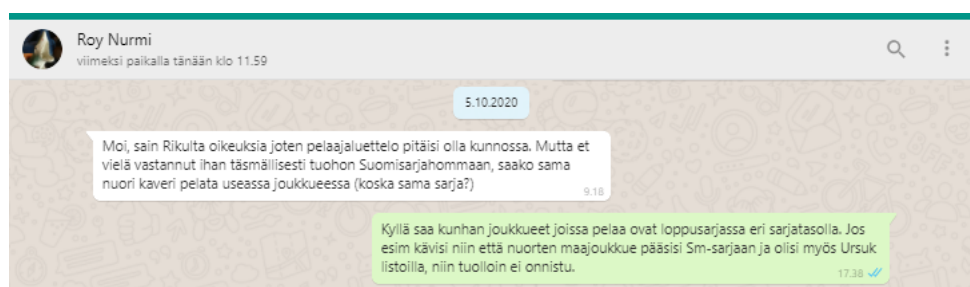 Roy Nurmi
viimeksi paikalla tänään klo 11.59
5.10.2020
Moi, sain Rikulta oikeuksia joten pelaajaluettelo pitäisi olla kunnossa. Mutta et
vielä vastannut ihan täsmällisesti tuohon Suomisarjahommaan, saako sama
nuori kaveri pelata useassa joukkueessa (koska sama sarja?)
9.18
Kyllä saa kunhan joukkueet joissa pelaa ovat loppusarjassa eri sarjatasolla. Jos
esim kävisi niin että nuorten maajoukkue pääsisi Sm-sarjaan ja olisi myös Ursuk
listoilla, niin tuolloin ei onnistu.
17.38